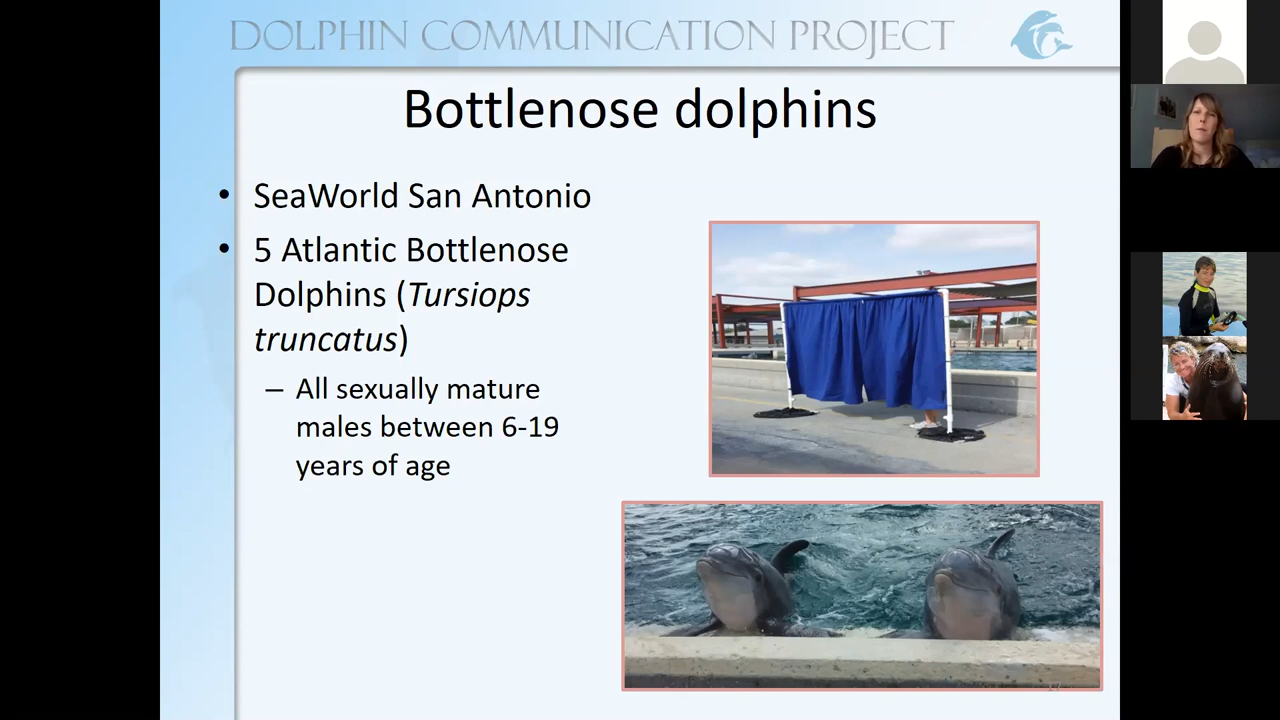 DOLPHIN COMMUNICATION PROJECT
Bottlenose dolphins
• SeaWorld San Antonio
• 5 Atlantic Bottlenose
Dolphins (Tursiops
truncatus)
– All sexually mature
males between 6-19
years of age